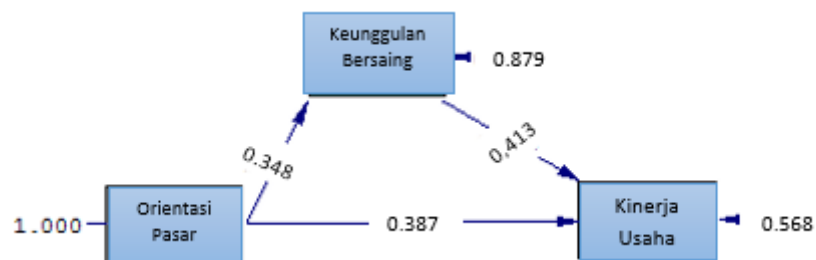 Keunggulan
Bersaing
0.879
0.348
0,413
1.000
Orientasi
Pasar
0.387
Kinerja
Usaha
0.568